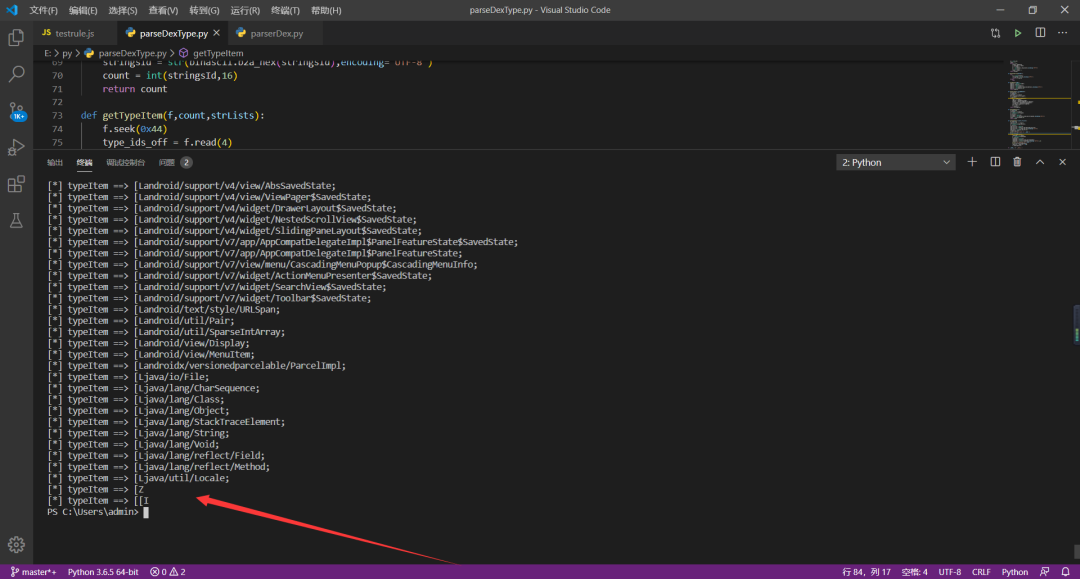 文件(F) 编辑(E) 选择(S) 查看(V) 转到(G) 运行(R) 终端(T) 帮助(H) parseDexType.py - Visual Studio Code
JS testrule.js parseDexType.py parserDex.py
E: > py > parseDexType.py > getTypeItem
69 stringsId = str(binascii.b2a_hex(stringsId),encoding='UTF-8')
70 count = int(stringsId,16)
71 return count
72
73 def getTypeItem(f,count,strLists):
74 f.seek(0x44)
75 type_ids_off = f.read(4)
输出 终端 调试控制台 问题 2 2: Python
[*] typeItem ==> [Landroid/support/v4/view/AbsSavedState;
[*] typeItem ==> [Landroid/support/v4/view/ViewPager$SavedState;
[*] typeItem ==> [Landroid/support/v4/widget/DrawerLayout$SavedState;
[*] typeItem ==> [Landroid/support/v4/widget/NestedScrollView$SavedState;
[*] typeItem ==> [Landroid/support/v4/widget/SlidingPaneLayout$SavedState;
[*] typeItem ==> [Landroid/support/v7/app/AppCompatDelegateImpl$PanelFeatureState$SavedState;
[*] typeItem ==> [Landroid/support/v7/app/AppCompatDelegateImpl$PanelFeatureState;
[*] typeItem ==> [Landroid/support/v7/view/menu/CascadingMenuPopup$CascadingMenuInfo;
[*] typeItem ==> [Landroid/support/v7/widget/ActionMenuPresenter$SavedState;
[*] typeItem ==> [Landroid/support/v7/widget/SearchView$SavedState;
[*] typeItem ==> [Landroid/support/v7/widget/Toolbar$SavedState;
[*] typeItem ==> [Landroid/text/style/URLSpan;
[*] typeItem ==> [Landroid/util/Pair;
[*] typeItem ==> [Landroid/util/SparseIntArray;
[*] typeItem ==> [Landroid/view/Display;
[*] typeItem ==> [Landroid/view/MenuItem;
[*] typeItem ==> [Landroidx/versionedparcelable/ParcelImpl;
[*] typeItem ==> [Ljava/io/File;
[*] typeItem ==> [Ljava/lang/CharSequence;
[*] typeItem ==> [Ljava/lang/Class;
[*] typeItem ==> [Ljava/lang/Object;
[*] typeItem ==> [Ljava/lang/StackTraceElement;
[*] typeItem ==> [Ljava/lang/String;
[*] typeItem ==> [Ljava/lang/Void;
[*] typeItem ==> [Ljava/lang/reflect/Field;
[*] typeItem ==> [Ljava/lang/reflect/Method;
[*] typeItem ==> [Ljava/util/Locale;
[*] typeItem ==> [Z
[*] typeItem ==> [[I
PS C:\Users\admin>
1K+
master*+ Python 3.6.5 64-bit 0 2 行 84，列 17 空格: 4 UTF-8 CRLF Python